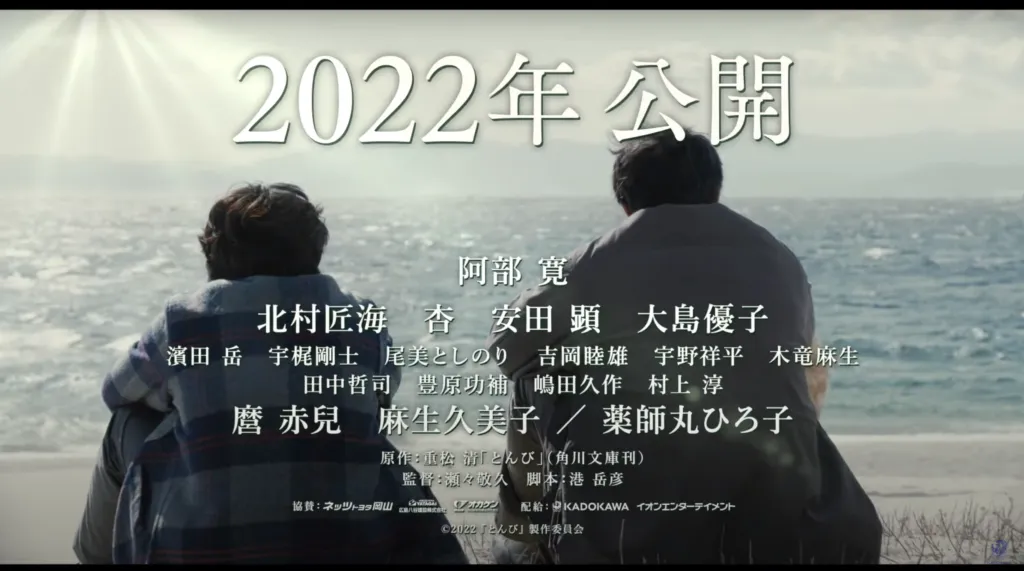 2022年 公開
阿部 寛
北村匠海 杏 安田 顕 大島優子
濱田 岳 宇梶剛士 尾美としのり 吉岡睦雄 宇野祥平 木竜麻生
田中哲司 豊原功補 嶋田久作 村上 淳
麿 赤兒 麻生久美子 ／ 薬師丸ひろ子
原作：重松 清「とんび」（角川文庫刊）
監督：瀬々敬久 脚本：港 岳彦
協賛：ネッツトヨタ岡山 オカケン 配給：KADOKAWA イオンエンターテイメント
©2022『とんび』製作委員会